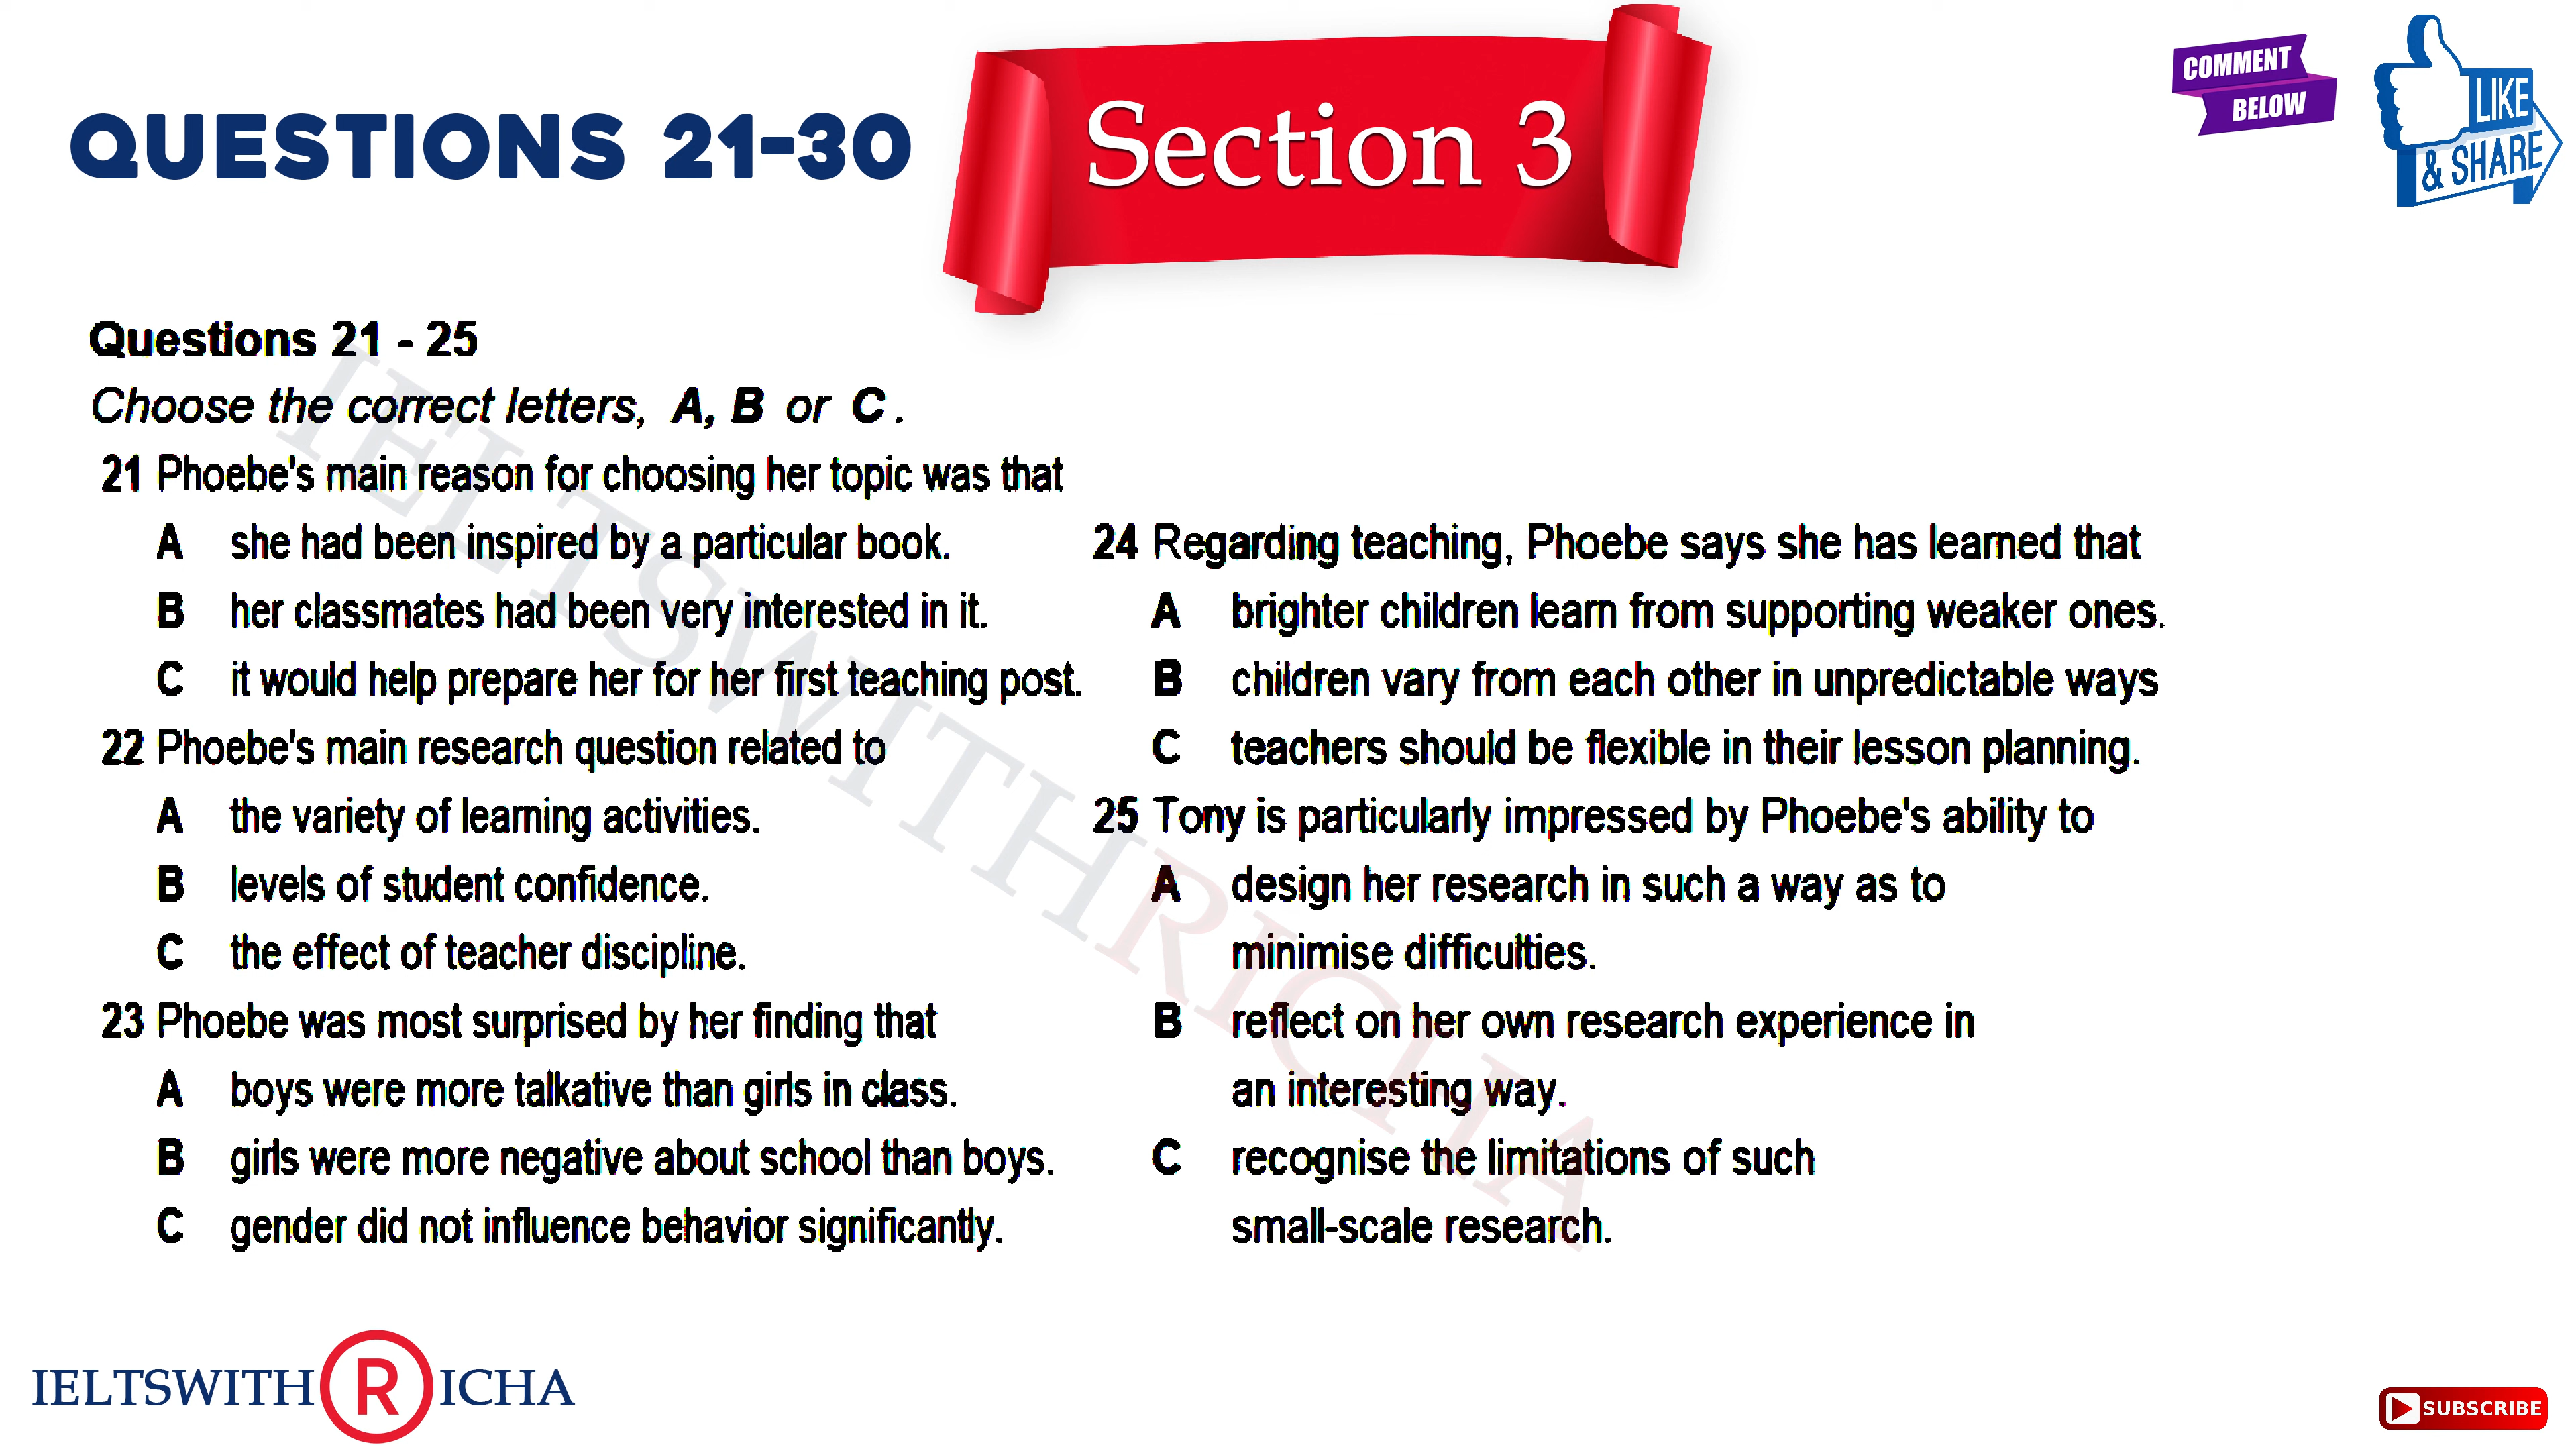 QUESTIONS 21-30
Section 3
COMMENT
BELOW
LIKE
& SHARE
Questions 21 - 25
Choose the correct letters, A, B or C .
21 Phoebe's main reason for choosing her topic was that
A she had been inspired by a particular book.
B her classmates had been very interested in it.
C it would help prepare her for her first teaching post.
22 Phoebe's main research question related to
A the variety of learning activities.
B levels of student confidence.
C the effect of teacher discipline.
23 Phoebe was most surprised by her finding that
A boys were more talkative than girls in class.
B girls were more negative about school than boys.
C gender did not influence behavior significantly.
24 Regarding teaching, Phoebe says she has learned that
A brighter children learn from supporting weaker ones.
B children vary from each other in unpredictable ways
C teachers should be flexible in their lesson planning.
25 Tony is particularly impressed by Phoebe's ability to
A design her research in such a way as to
minimise difficulties.
B reflect on her own research experience in
an interesting way.
C recognise the limitations of such
small-scale research.
IELTSWITHRICHA
IELTSWITHRICHA
SUBSCRIBE